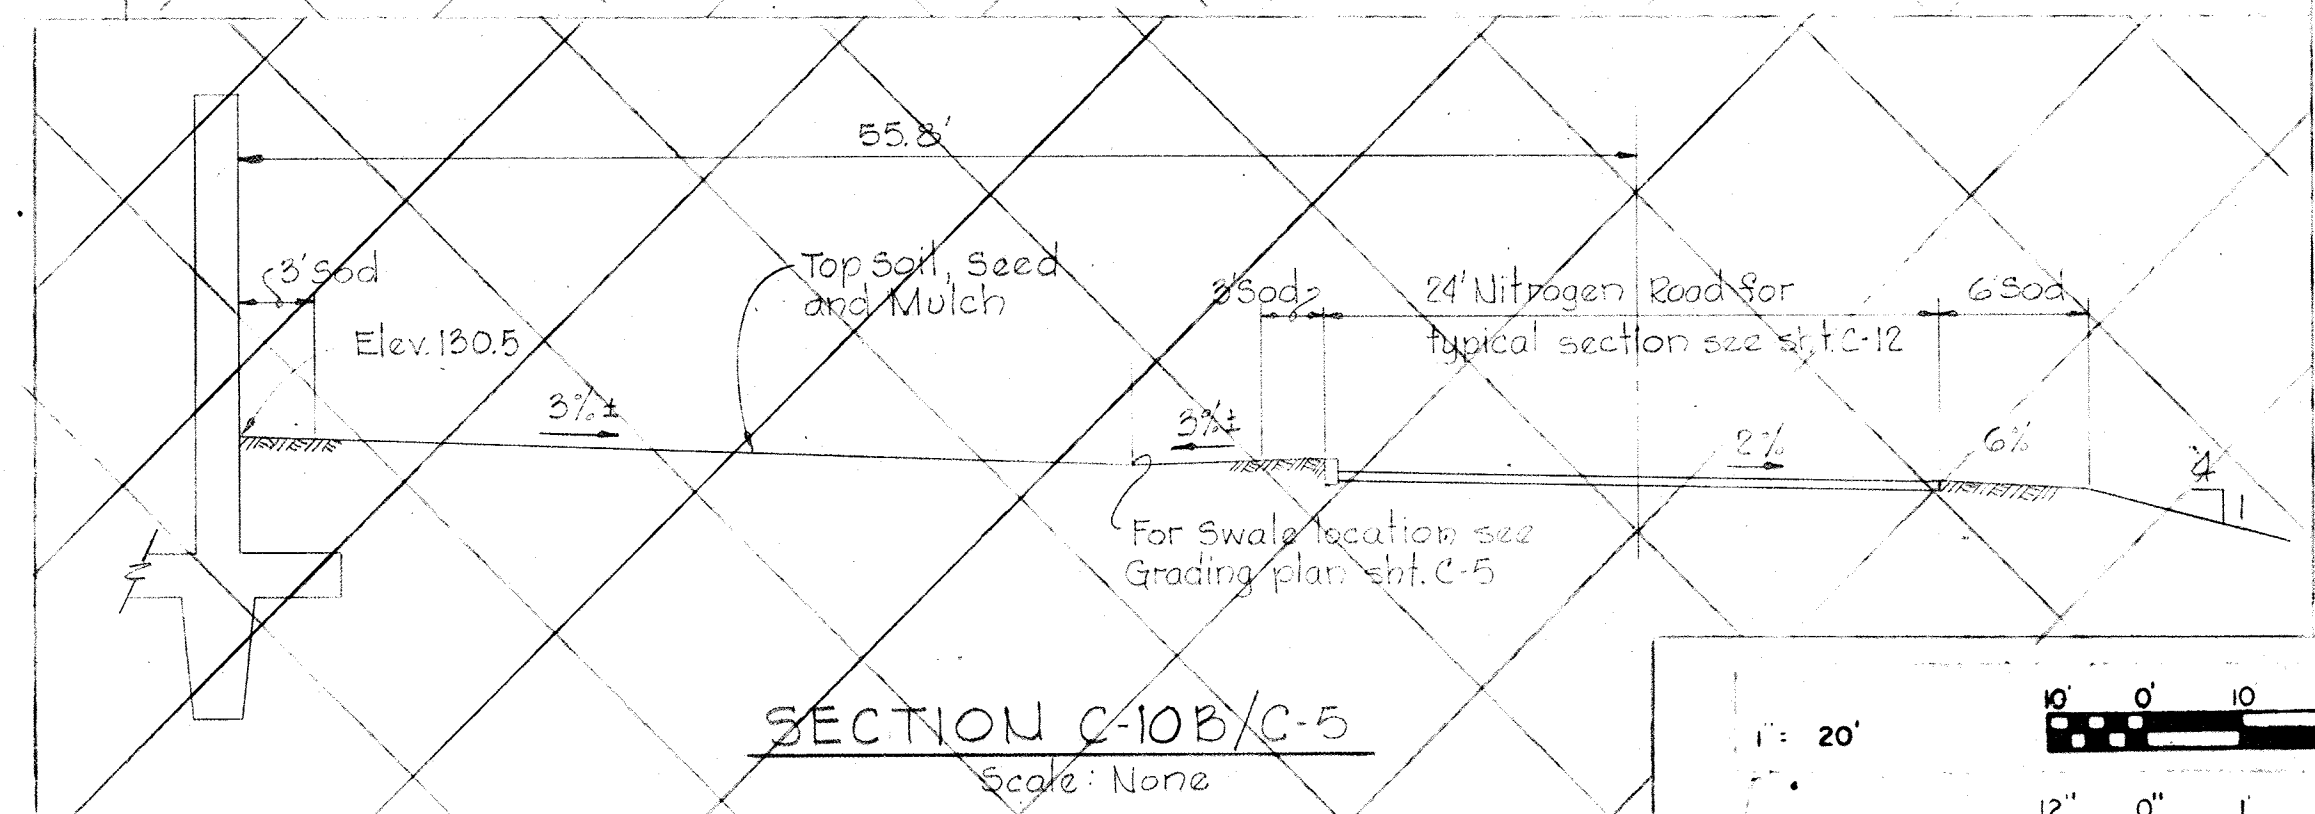 55.8'
3' Sod
Elev. 130.5
Top Soil, Seed
and Mulch
3' Sod
24' Nitrogen Road for
typical section see sht. C-12
6' Sod
3% ±
3% ±
2%
6%
4
1
For Swale location see
Grading plan sht. C-5
SECTION C-10B/C-5
Scale: None
1" = 20'
10' 0' 10
12" 0" 1'